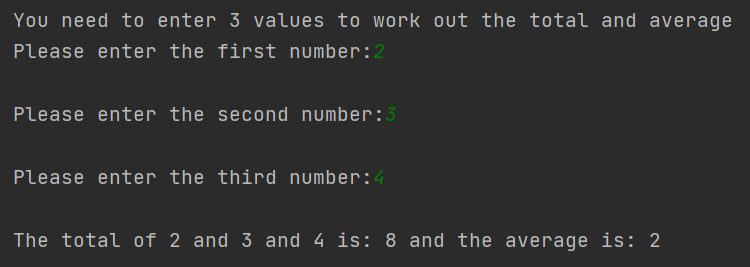 You need to enter 3 values to work out the total and average
Please enter the first number:2
Please enter the second number:3
Please enter the third number:4
The total of 2 and 3 and 4 is: 8 and the average is: 2